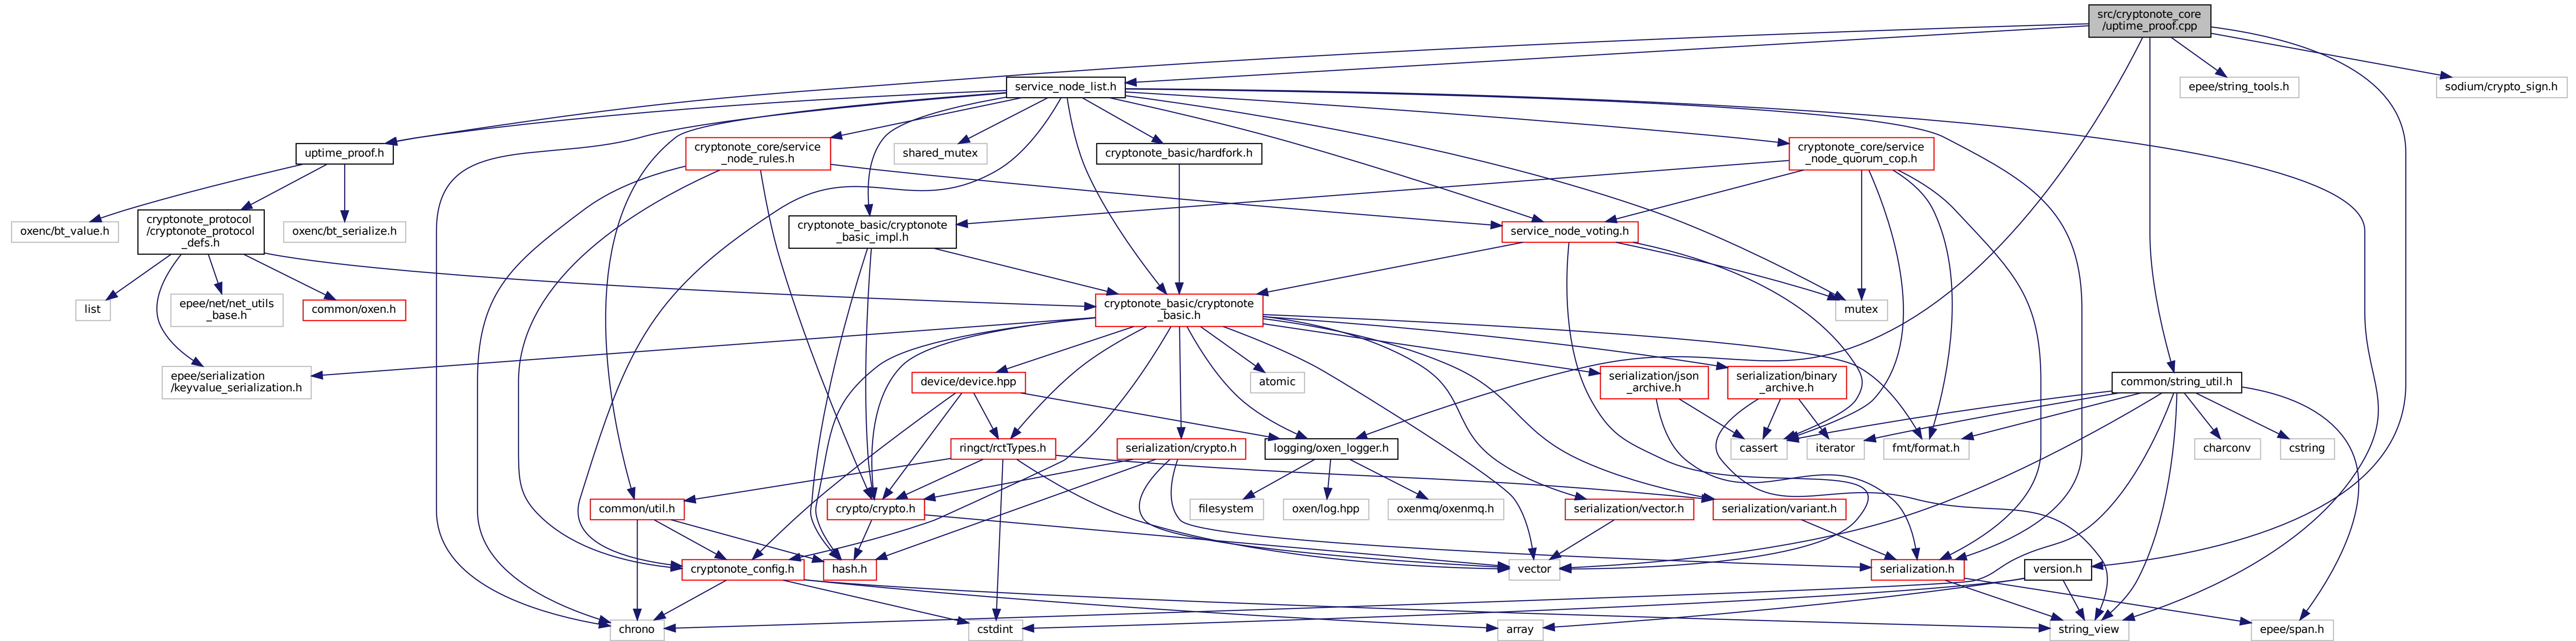 src/cryptonote_core
/uptime_proof.cpp
service_node_list.h
epee/string_tools.h
sodium/crypto_sign.h
uptime_proof.h
cryptonote_core/service
_node_rules.h
shared_mutex
cryptonote_basic/hardfork.h
cryptonote_core/service
_node_quorum_cop.h
oxenc/bt_value.h
cryptonote_protocol
/cryptonote_protocol
_defs.h
oxenc/bt_serialize.h
cryptonote_basic/cryptonote
_basic_impl.h
service_node_voting.h
list
epee/net/net_utils
_base.h
common/oxen.h
cryptonote_basic/cryptonote
_basic.h
mutex
epee/serialization
/keyvalue_serialization.h
device/device.hpp
atomic
serialization/json
_archive.h
serialization/binary
_archive.h
common/string_util.h
ringct/rctTypes.h
serialization/crypto.h
logging/oxen_logger.h
cassert
iterator
fmt/format.h
charconv
cstring
common/util.h
crypto/crypto.h
filesystem
oxen/log.hpp
oxenmq/oxenmq.h
serialization/vector.h
serialization/variant.h
cryptonote_config.h
hash.h
vector
serialization.h
version.h
chrono
cstdint
array
string_view
epee/span.h